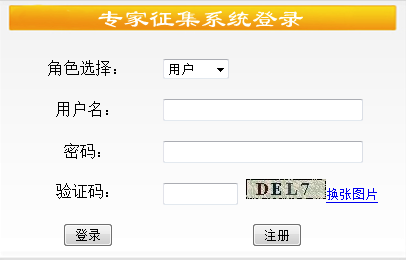 专家征集系统登录
角色选择： 用户
用户名：
密码：
验证码： DEL7 换张图片
登录 注册